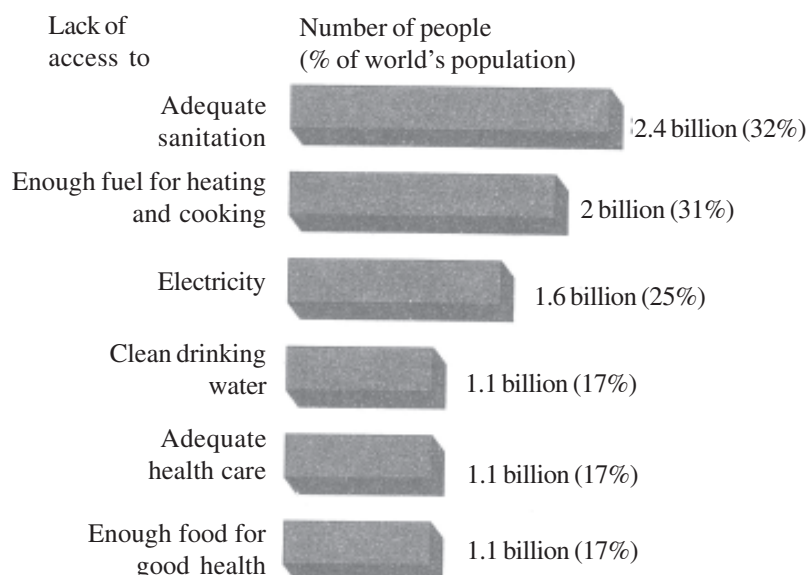 Lack of
access to
Number of people
(% of world's population)
Adequate
sanitation
2.4 billion (32%)
Enough fuel for heating
and cooking
2 billion (31%)
Electricity
1.6 billion (25%)
Clean drinking
water
1.1 billion (17%)
Adequate
health care
1.1 billion (17%)
Enough food for
good health
1.1 billion (17%)